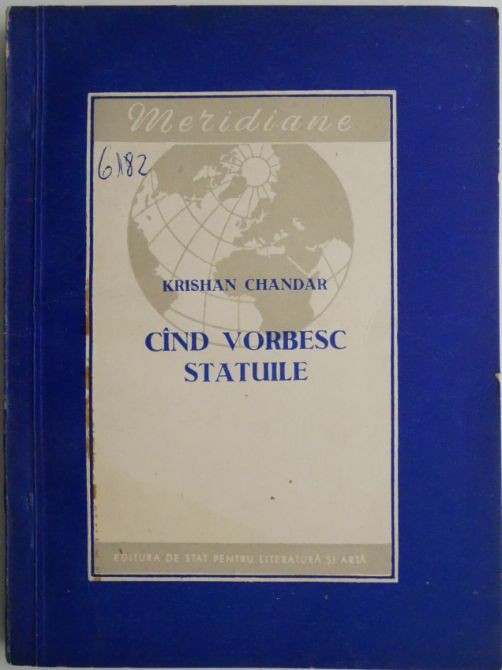 Meridiane
6182
KRISHAN CHANDAR
CÎND VORBESC
STATUILE
EDITURA DE STAT PENTRU LITERATURĂ ȘI ARTĂ